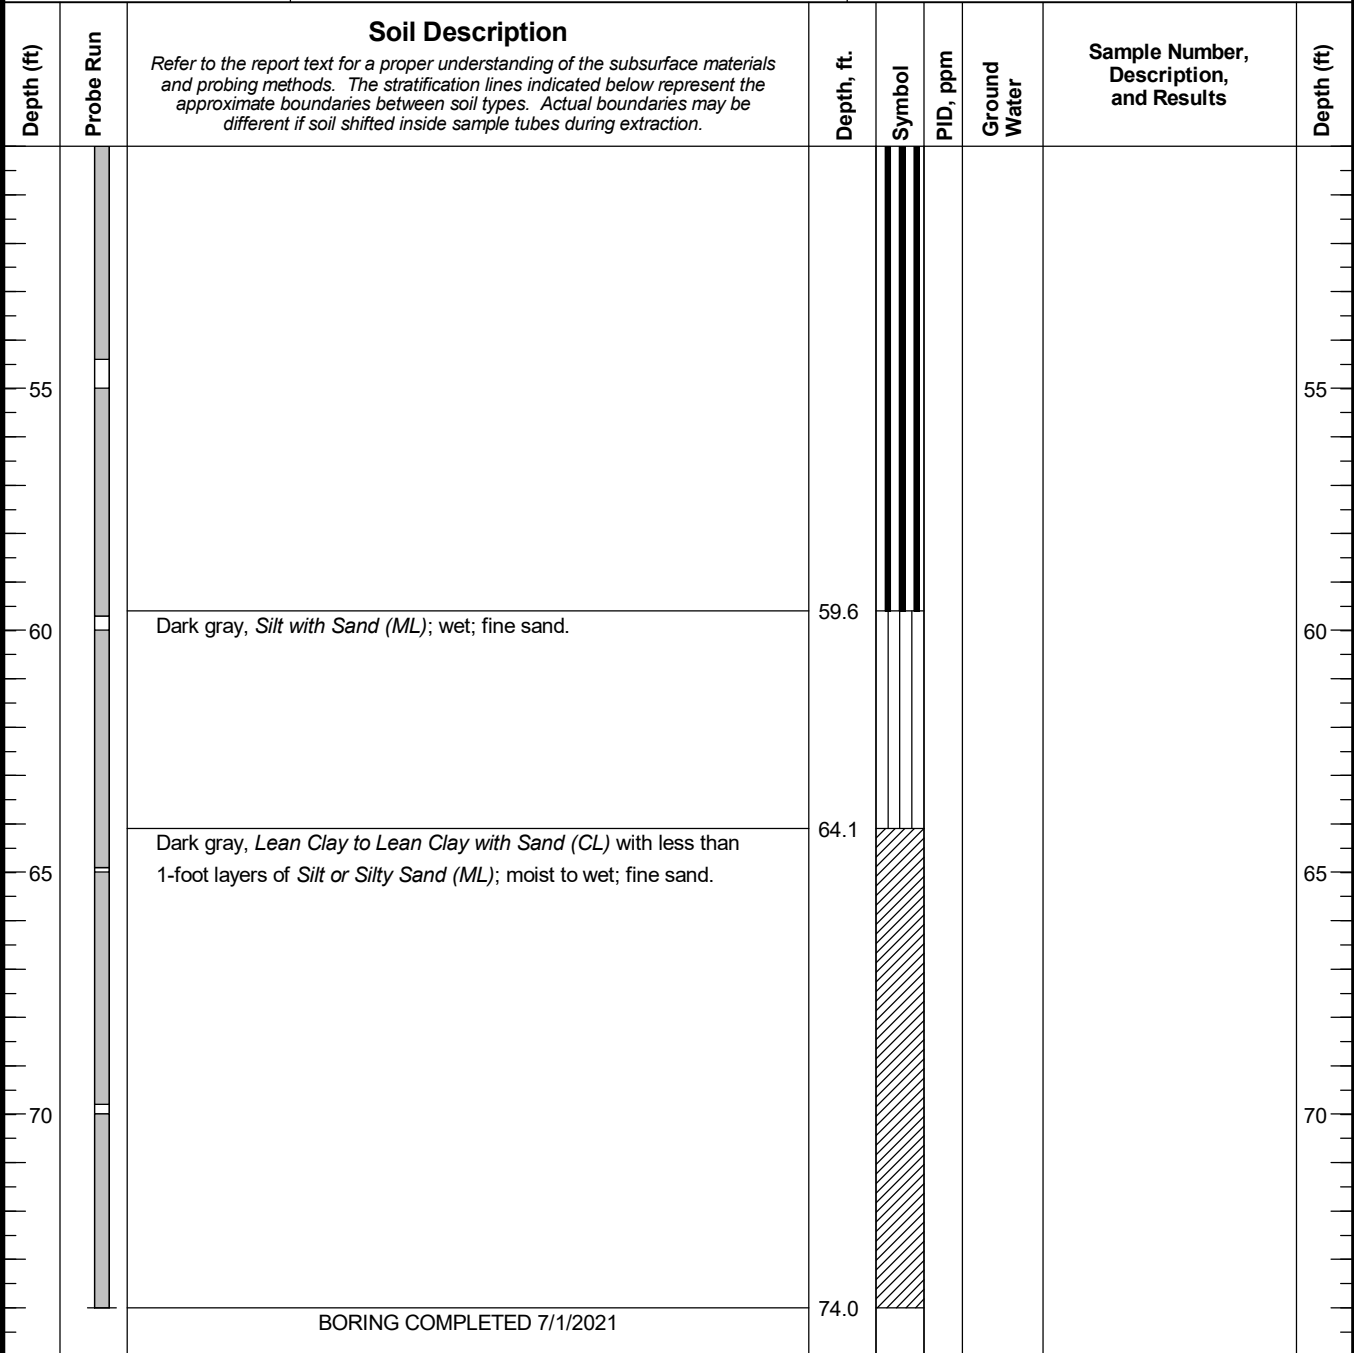 Depth (ft)
Probe Run
Soil Description
Refer to the report text for a proper understanding of the subsurface materials
and probing methods. The stratification lines indicated below represent the
approximate boundaries between soil types. Actual boundaries may be
different if soil shifted inside sample tubes during extraction.
Depth, ft.
Symbol
PID, ppm
Ground
Water
Sample Number,
Description,
and Results
Depth (ft)
55
55
59.6
Dark gray, Silt with Sand (ML); wet; fine sand.
60
60
64.1
Dark gray, Lean Clay to Lean Clay with Sand (CL) with less than
1-foot layers of Silt or Silty Sand (ML); moist to wet; fine sand.
65
65
70
70
74.0
BORING COMPLETED 7/1/2021